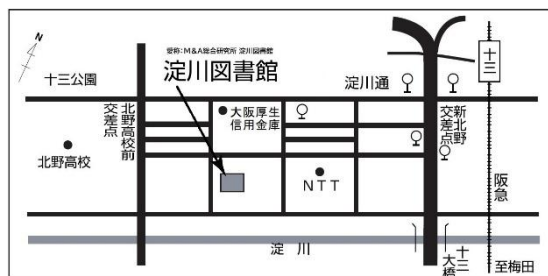 N
愛称:M&A総合研究所 淀川図書館
淀川図書館
十三公園
淀川通
十三
北野高校前
交差点
大阪厚生
信用金庫
新北野
交差点
北野高校
NTT
阪急
淀川
十三
大橋
至梅田